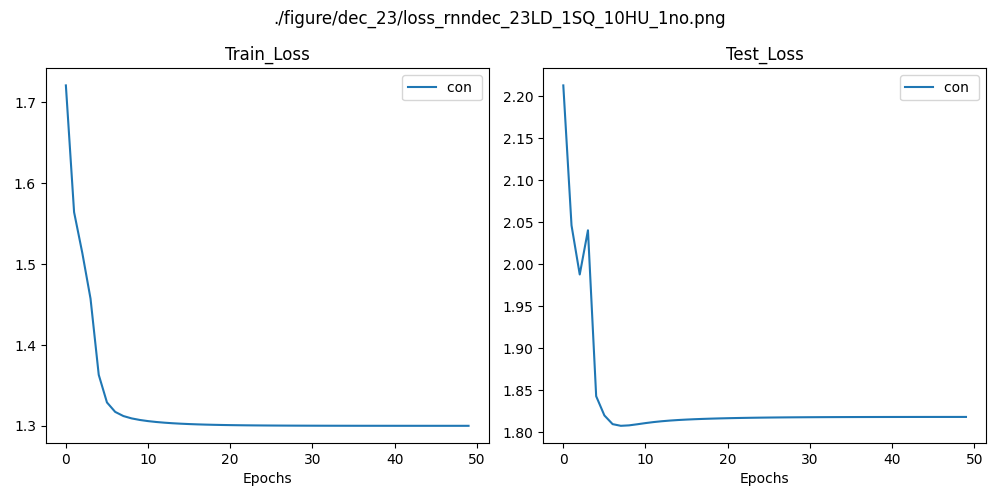 ./figure/dec_23/loss_rnndec_23LD_1SQ_10HU_1no.png
Train_Loss
con
1.7
1.6
1.5
1.4
1.3
0 10 20 30 40 50
Epochs
Test_Loss
con
2.20
2.15
2.10
2.05
2.00
1.95
1.90
1.85
1.80
0 10 20 30 40 50
Epochs